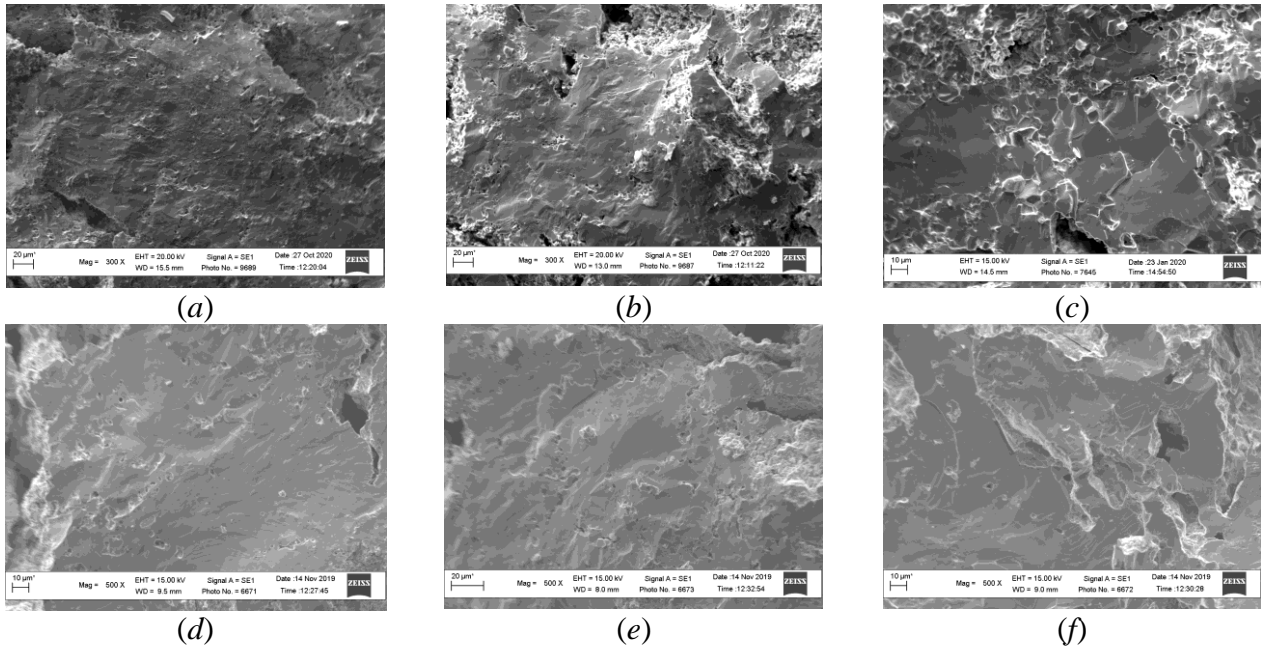 20 µm* Mag = 300 X EHT = 20.00 kV Signal A = SE1 Date :27 Oct 2020 ZEISS
WD = 15.5 mm Photo No. = 9689 Time :12:20:04
(a)
20 µm* Mag = 300 X EHT = 20.00 kV Signal A = SE1 Date :27 Oct 2020 ZEISS
WD = 13.0 mm Photo No. = 9687 Time :12:11:22
(b)
10 µm* EHT = 15.00 kV Signal A = SE1 Date :23 Jan 2020 ZEISS
WD = 14.5 mm Photo No. = 7645 Time :14:54:50
(c)
10 µm* Mag = 500 X EHT = 15.00 kV Signal A = SE1 Date :14 Nov 2019 ZEISS
WD = 9.5 mm Photo No. = 6671 Time :12:27:45
(d)
20 µm* Mag = 500 X EHT = 15.00 kV Signal A = SE1 Date :14 Nov 2019 ZEISS
WD = 8.0 mm Photo No. = 6673 Time :12:32:54
(e)
10 µm* Mag = 500 X EHT = 15.00 kV Signal A = SE1 Date :14 Nov 2019 ZEISS
WD = 9.0 mm Photo No. = 6672 Time :12:30:28
(f)